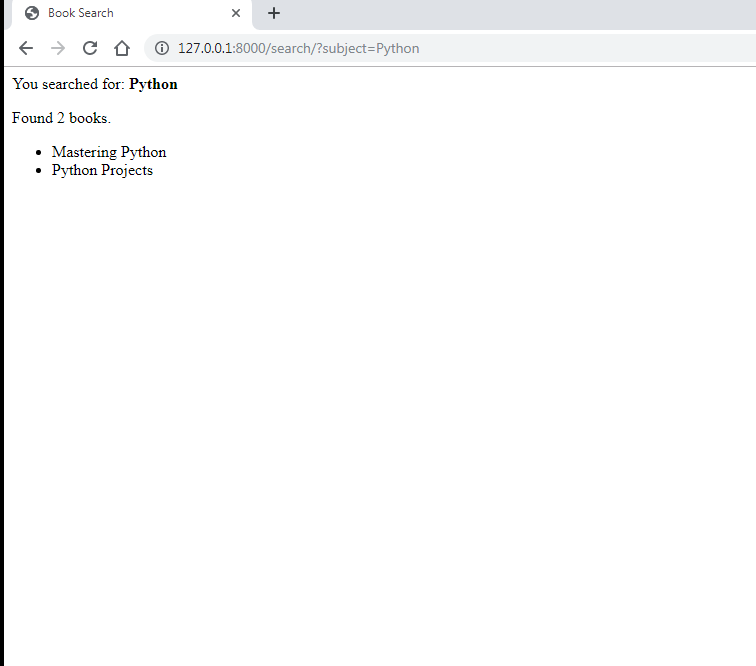 Book Search
127.0.0.1:8000/search/?subject=Python
You searched for: Python
Found 2 books.
• Mastering Python
• Python Projects